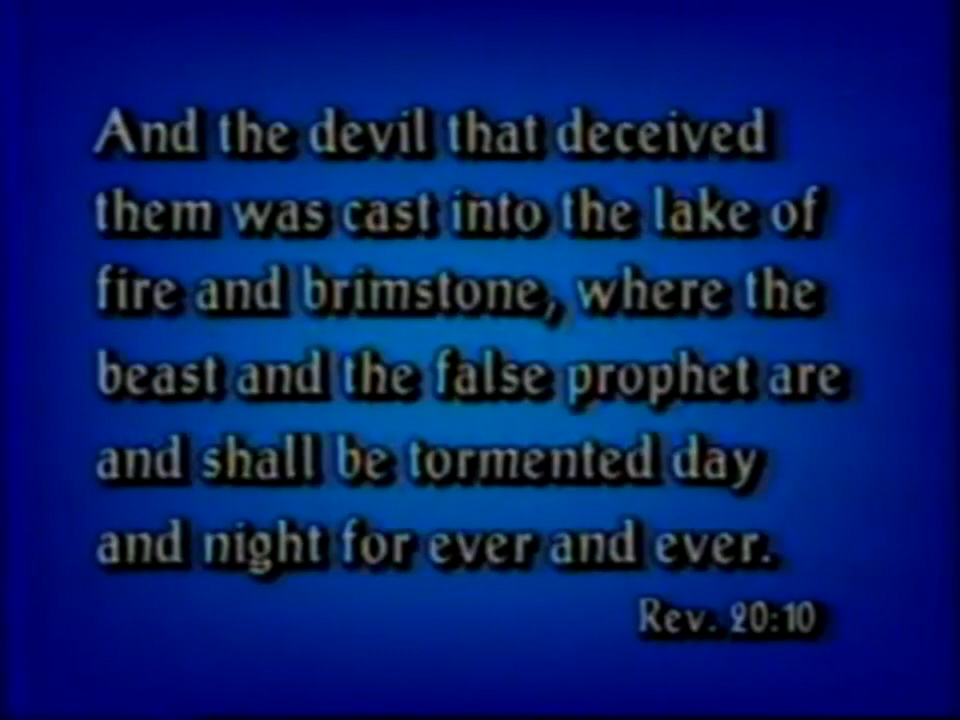 And the devil that deceived
them was cast into the lake of
fire and brimstone, where the
beast and the false prophet are
and shall be tormented day
and night for ever and ever.
Rev. 20:10